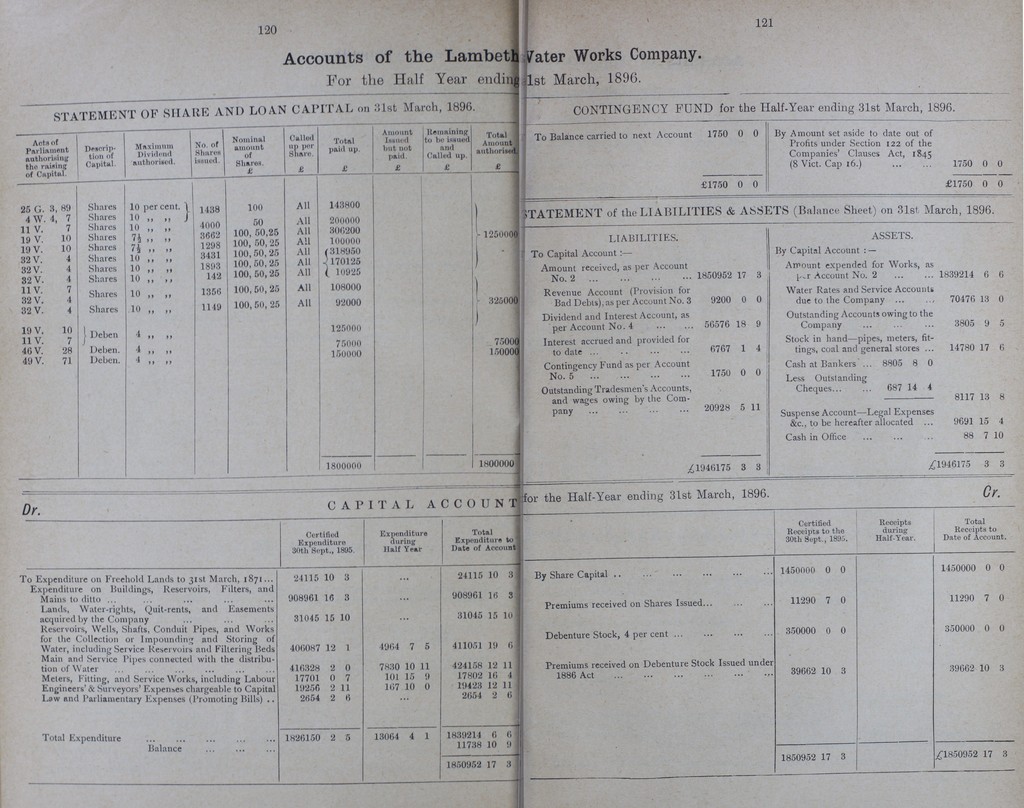 120
121
Accounts of the Lambeth Water Works Company.
For the Half Year ending 31st March, 1896.
STATEMENT OF SHARE AND LOAN CAPITAL on 31st March, 1896.
Acts of Parliament authorising the raising of Capital. Description of Capital. Maximum Dividend authorised. No. of Shares issued. Nominal amount of Shares. £ Called up per Share. £ Total paid up. £ Amount Issued but not paid. £ Remaining to be issued and Called up. £ Total Amount authorised. £
25 G. 3, 89 Shares 10 per cent. } 1438 100 All 143800
4 W. 4, 7 Shares 10 ,, ,, }
11 V. 7 Shares 10 ,, ,, 4000 50 All 200000
19 V. 10 Shares 7½ ,, ,, 3662 100, 50, 25 All 306200 1250000
19 V. 10 Shares 7½ ,, ,, 1298 100, 50, 25 All 100000
32 V. 4 Shares 10 ,, ,, 3431 100, 50, 25 All 318950
32 V. 4 Shares 10 ,, ,, 1893 100, 50, 25 All 170125
32 V. 4 Shares 10 ,, ,, 142 100, 50, 25 All 10925
11 V. 7
32 V. 4 Shares 10 ,, ,, 1356 100, 50, 25 All 108000 325000
32 V. 4 Shares 10 ,, ,, 1149 100, 50, 25 All 92000
19 V. 10 } Deben 4 ,, ,, 125000
11 V. 7
46 V. 28 Deben. 4 ,, ,, 75000 75000
49 V. 71 Deben. 4 ,, ,, 150000 150000
1800000 1800000
CONTINGENCY FUND for the Half-Year ending 31st March, 1896.
To Balance carried to next Account 1750 0 0
£1750 0 0
By Amount set aside to date out of
Profits under Section 122 of the
Companies' Clauses Act, 1845
(8 Vict. Cap 16.) ... ... 1750 0 0
£1750 0 0
STATEMENT of the LIABILITIES & ASSETS (Balance Sheet) on 31st March, 1896.
LIABILITIES.
To Capital Account :—
Amount received, as per Account
No. 2 ... ... ... ... 1850952 17 3
Revenue Account (Provision for
Bad Debts), as per Account No. 3 9200 0 0
Dividend and Interest Account, as
per Account No. 4 ... ... 56576 18 9
Interest accrued and provided for
to date ... ... ... ... 6767 1 4
Contingency Fund as per Account
No. 5 ... ... ... ... 1750 0 0
Outstanding Tradesmen's Accounts,
and wages owing by the Com-
pany ... ... ... ... 20928 5 11
£1946175 3 3
ASSETS.
By Capital Account :—
Amount expended for Works, as
per Account No. 2 ... ... 1839214 6 6
Water Rates and Service Accounts
due to the Company ... ... 70476 13 0
Outstanding Accounts owing to the
Company ... ... ... 3805 9 5
Stock in hand—pipes, meters, fit-
tings, coal and general stores ... 14780 17 6
Cash at Bankers ... 8805 8 0
Less Outstanding
Cheques... ... 687 14 4
8117 13 8
Suspense Account—Legal Expenses
&c., to be hereafter allocated ... 9691 15 4
Cash in Office ... ... ... 88 7 10
£1946175 3 3
Dr. CAPITAL ACCOUNT for the Half-Year ending 31st March, 1896. Cr.
Certified Expenditure 30th Sept., 1895. Expenditure during Half Year Total Expenditure to Date of Account
To Expenditure on Freehold Lands to 31st March, 1871 ... 24115 10 3 ... 24115 10 3
Expenditure on Buildings, Reservoirs, Filters, and
Mains to ditto ... ... ... ... ... ... 908961 16 3 ... 908961 16 3
Lands, Water-rights, Quit-rents, and Easements
acquired by the Company ... ... ... ... 31045 15 10 ... 31045 15 10
Reservoirs, Wells, Shafts, Conduit Pipes, and Works
for the Collection or Impounding and Storing of
Water, including Service Reservoirs and Filtering Beds 406087 12 1 4964 7 5 411051 19 6
Main and Service Pipes connected with the distribu-
tion of Water ... ... ... ... ... ... 416328 2 0 7830 10 11 424158 12 11
Meters, Fitting, and Service Works, including Labour 17701 0 7 101 15 9 17802 16 4
Engineers' & Surveyors' Expenses chargeable to Capital 19256 2 11 167 10 0 19423 12 11
Law and Parliamentary Expenses (Promoting Bills) .. 2654 2 6 ... 2654 2 6
Total Expenditure ... ... ... ... ... 1826150 2 5 13064 4 1 1839214 6 6
Balance ... ... ... 11738 10 9
1850952 17 3
Certified Receipts to the 30th Sept., 1895. Receipts during Half-Year. Total Receipts to Date of Account.
By Share Capital .. ... ... ... ... ... 1450000 0 0 1450000 0 0
Premiums received on Shares Issued... ... ... 11290 7 0 11290 7 0
Debenture Stock, 4 per cent ... ... ... ... 350000 0 0 350000 0 0
Premiums received on Debenture Stock Issued under
1886 Act ... ... ... ... ... ... 39662 10 3 39662 10 3
1850952 17 3 £1850952 17 3